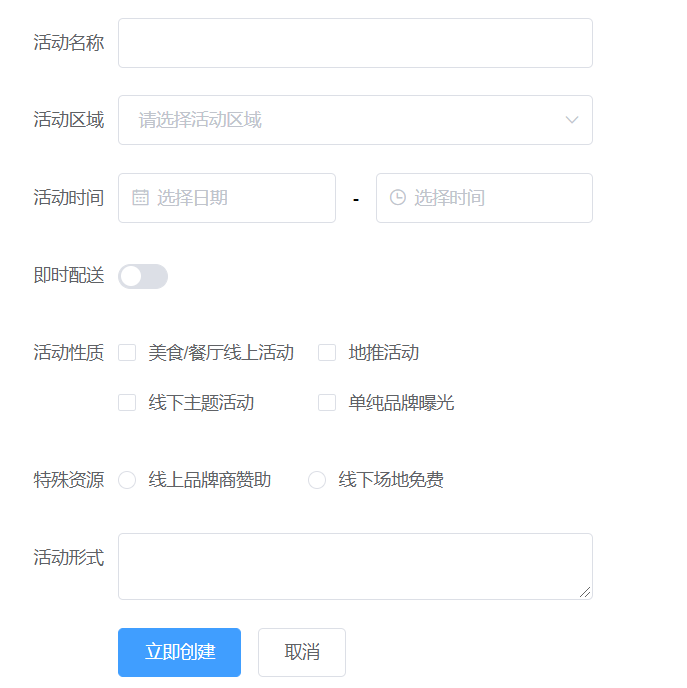 活动名称
活动区域 请选择活动区域
活动时间 选择日期 - 选择时间
即时配送
活动性质 美食/餐厅线上活动 地推活动
线下主题活动 单纯品牌曝光
特殊资源 线上品牌商赞助 线下场地免费
活动形式
立即创建 取消